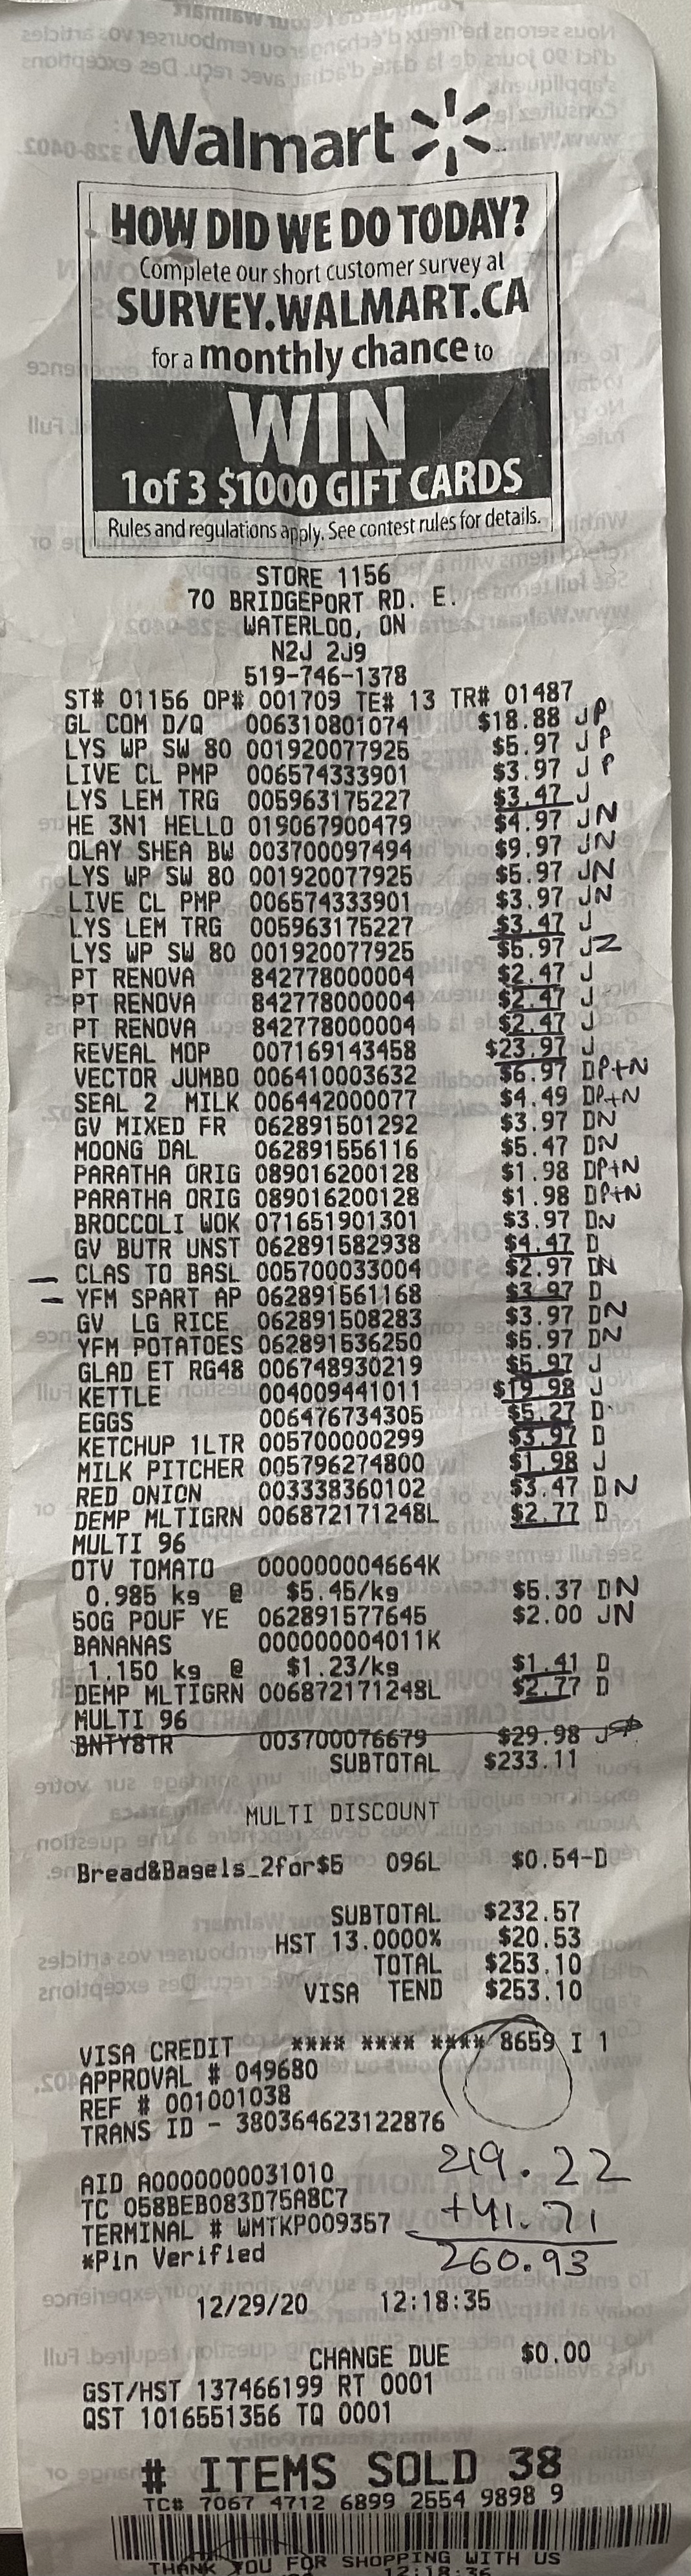 Walmart
HOW DID WE DO TODAY?
Complete our short customer survey at
SURVEY.WALMART.CA
for a monthly chance to
WIN
1 of 3 $1000 GIFT CARDS
Rules and regulations apply. See contest rules for details.
STORE 1156
70 BRIDGEPORT RD. E.
WATERLOO, ON
N2J 2J9
519-746-1378
ST# 01156 OP# 001709 TE# 13 TR# 01487
GL COM D/Q 006310801074 $18.88 J P
LYS WP SW 80 001920077925 $5.97 J P
LIVE CL PMP 006574333901 $3.97 J P
LYS LEM TRG 005963175227 $3.47 J
HE 3N1 HELLO 019067900479 $4.97 J N
OLAY SHEA BW 003700097494 $9.97 J N
LYS WP SW 80 001920077925 $5.97 J N
LIVE CL PMP 006574333901 $3.97 J N
LYS LEM TRG 005963175227 $3.47 J
LYS WP SW 80 001920077925 $5.97 J N
PT RENOVA 842778000004 $2.47 J
PT RENOVA 842778000004 $2.47 J
PT RENOVA 842778000004 $2.47 J
REVEAL MOP 007169143458 $23.97 J
VECTOR JUMBO 006410003632 $6.97 D P+N
SEAL 2 MILK 006442000077 $4.49 D P+N
GV MIXED FR 062891501292 $3.97 D N
MOONG DAL 062891556116 $5.47 D N
PARATHA ORIG 089016200128 $1.98 D P+N
PARATHA ORIG 089016200128 $1.98 D P+N
BROCCOLI WOK 071651901301 $3.97 D N
GV BUTR UNST 062891582938 $4.47 D
CLAS TO BASL 005700033004 $2.97 D N
YFM SPART AP 062891561168 $3.97 D
GV LG RICE 062891508283 $3.97 D N
YFM POTATOES 062891536250 $5.97 D N
GLAD ET RG48 006748930219 $5.97 J
KETTLE 004009441011 $19.98 J
EGGS 006476734305 $5.27 D
KETCHUP 1LTR 005700000299 $3.97 D
MILK PITCHER 005796274800 $1.98 J
RED ONION 003338360102 $3.47 D N
DEMP MLTIGRN 006872171248L $2.77 D
MULTI 96
OTV TOMATO 000000004664K
0.985 kg @ $5.45/kg $5.37 D N
50G POUF YE 062891577645 $2.00 J N
BANANAS 000000004011K
1.150 kg @ $1.23/kg $1.41 D
DEMP MLTIGRN 006872171248L $2.77 D
MULTI 96
BNTY8TR 003700076679 $29.98 J
SUBTOTAL $233.11
MULTI DISCOUNT
Bread&Bagels_2for$5 096L $0.54-D
SUBTOTAL $232.57
HST 13.0000% $20.53
TOTAL $253.10
VISA TEND $253.10
VISA CREDIT **** **** **** 8659 I 1
APPROVAL # 049680
REF # 001001038
TRANS ID - 380364623122876
219.22
AID A0000000031010
TC 058BEB083D75A8C7
+41.71
TERMINAL # WMTKP009357
*Pin Verified
260.93
12/29/20 12:18:35
CHANGE DUE $0.00
GST/HST 137466199 RT 0001
QST 1016551356 TQ 0001
# ITEMS SOLD 38
TC# 7067 4712 6899 2554 9898 9
THANK YOU FOR SHOPPING WITH US
12:18:36